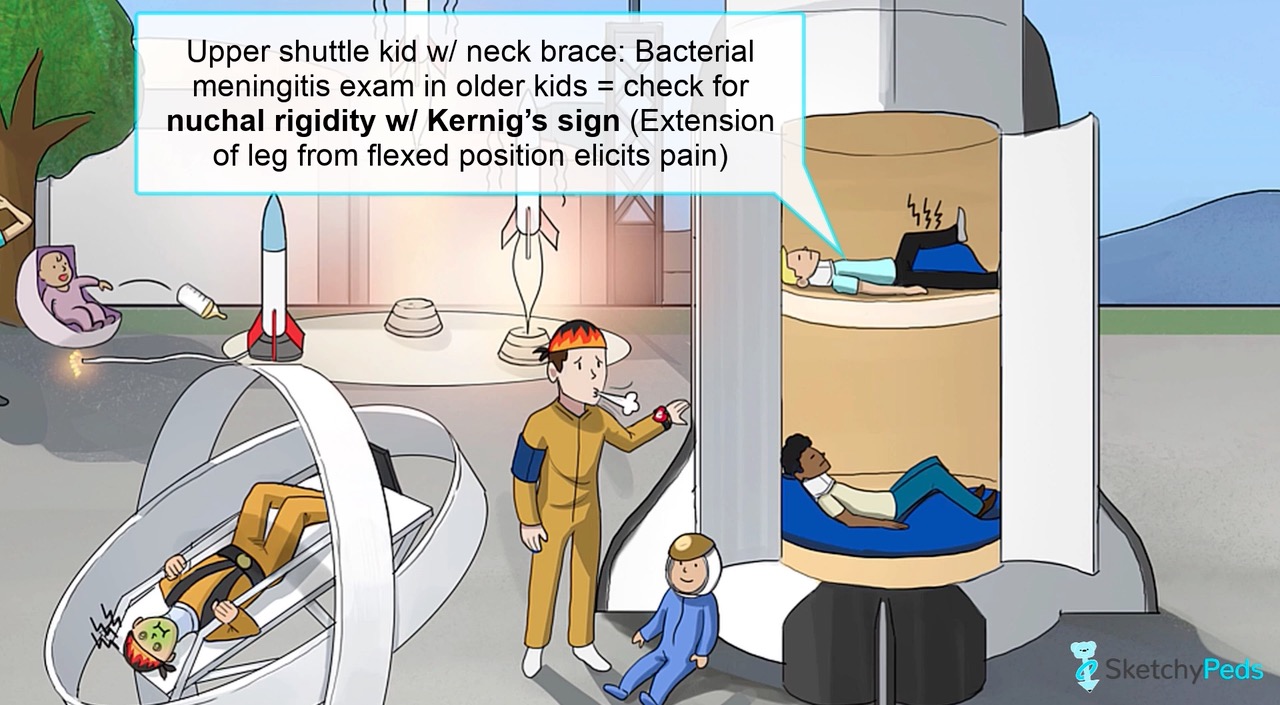 Upper shuttle kid w/ neck brace: Bacterial
meningitis exam in older kids = check for
nuchal rigidity w/ Kernig’s sign (Extension
of leg from flexed position elicits pain)
SketchyPeds